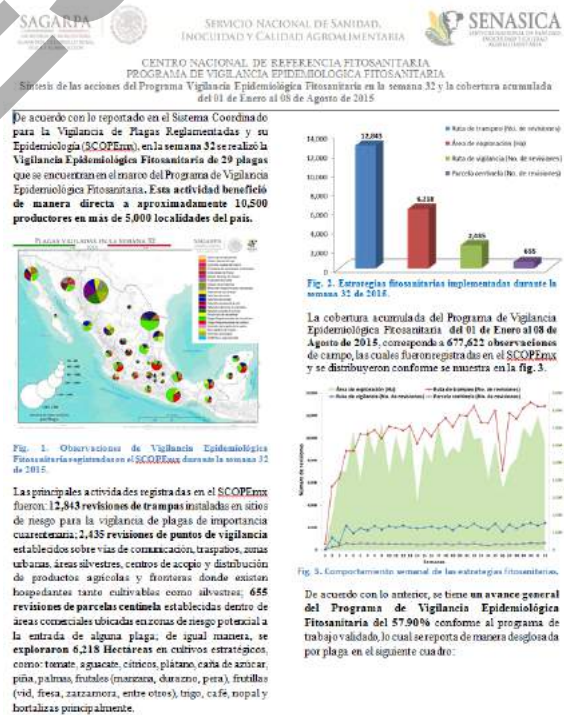 SAGARPA
SERVICIO NACIONAL DE SANIDAD,
INOCUIDAD Y CALIDAD AGROALIMENTARIA
SENASICA
CENTRO NACIONAL DE REFERENCIA FITOSANITARIA
PROGRAMA DE VIGILANCIA EPIDEMIOLOGICA FITOSANITARIA
Síntesis de las acciones del Programa Vigilancia Epidemiológica Fitosanitaria en la semana 32 y la cobertura acumulada
del 01 de Enero al 08 de Agosto de 2015
De acuerdo con lo reportado en el Sistema Coordinado
para la Vigilancia de Plagas Reglamentadas y su
Epidemiología (SCOPEmx), en la semana 32 se realizó la
Vigilancia Epidemiológica Fitosanitaria de 29 plagas
que se encuentran en el marco del Programa de Vigilancia
Epidemiológica Fitosanitaria. Esta actividad benefició
de manera directa a aproximadamente 10,500
productores en más de 5,000 localidades del país.
PLAGAS VIGILADAS EN LA SEMANA 32
SAGARPA
Fig. 1. Observaciones de Vigilancia Epidemiológica
Fitosanitaria registradas en el SCOPEmx durante la semana 32
de 2015.
Las principales actividades registradas en el SCOPEmx
fueron: 12,843 revisiones de trampas instaladas en sitios
de riesgo para la vigilancia de plagas de importancia
cuarentenaria; 2,435 revisiones de puntos de vigilancia
establecidos sobre vías de comunicación, traspatios, zonas
urbanas, áreas silvestres, centros de acopio y distribución
de productos agrícolas y fronteras donde existen
hospedantes tanto cultivables como silvestres; 655
revisiones de parcelas centinela establecidas dentro de
áreas comerciales ubicadas en zonas de riesgo potencial a
la entrada de alguna plaga; de igual manera, se
exploraron 6,218 Hectáreas en cultivos estratégicos,
como: tomate, aguacate, cítricos, plátano, caña de azúcar,
piña, palmas, frutales (manzana, durazno, pera), frutillas
(vid, fresa, zarzamora, entre otros), trigo, café, nopal y
hortalizas principalmente.
14,000
12,000
10,000
8,000
6,000
4,000
2,000
0
12,843
6,218
2,435
655
Ruta de trampeo (No. de revisiones)
Área de exploración (Ha)
Ruta de vigilancia (No. de revisiones)
Parcela centinela (No. de revisiones)
Fig. 2. Estrategias fitosanitarias implementadas durante la
semana 32 de 2015.
La cobertura acumulada del Programa de Vigilancia
Epidemiológica Fitosanitaria del 01 de Enero al 08 de
Agosto de 2015, corresponde a 677,622 observaciones
de campo, las cuales fueron registradas en el SCOPEmx
y se distribuyeron conforme se muestra en la fig. 3.
Área de exploración (Ha)
Ruta de trampeo (No. de revisiones)
Ruta de vigilancia (No. de revisiones)
Parcela centinela (No. de revisiones)
Número de revisiones
Semanas
Fig. 3. Comportamiento semanal de las estrategias fitosanitarias.
De acuerdo con lo anterior, se tiene un avance general
del Programa de Vigilancia Epidemiológica
Fitosanitaria del 57.90% conforme al programa de
trabajo validado, lo cual se reporta de manera desglosada
por plaga en el siguiente cuadro: